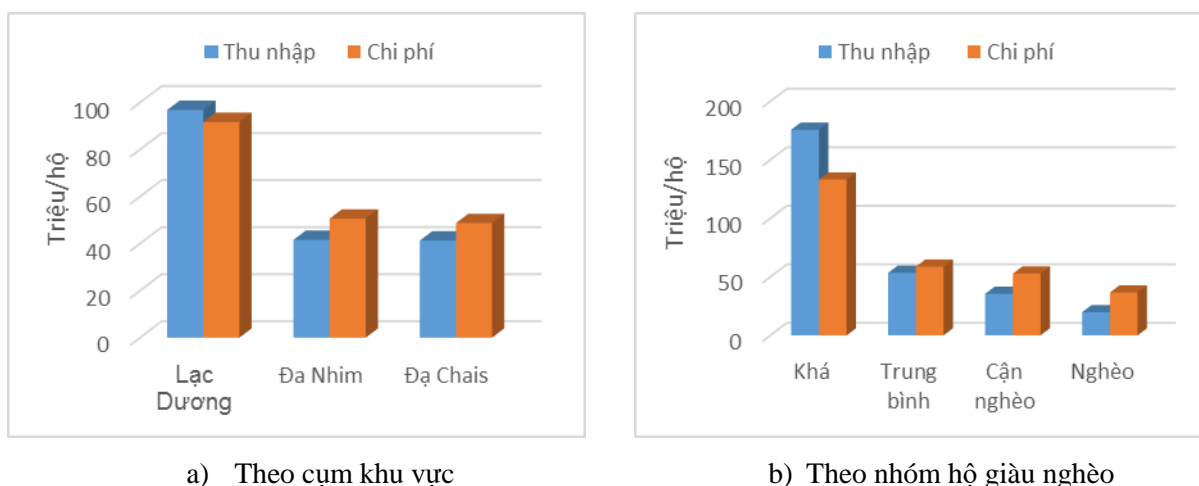 Thu nhập Chi phí
100
80
60
40
20
0
Triệu/hộ
Lạc
Dương
Đa Nhim
Đạ Chais
a) Theo cụm khu vực
Thu nhập Chi phí
200
150
100
50
0
Triệu/hộ
Khá
Trung
bình
Cận
nghèo
Nghèo
b) Theo nhóm hộ giàu nghèo